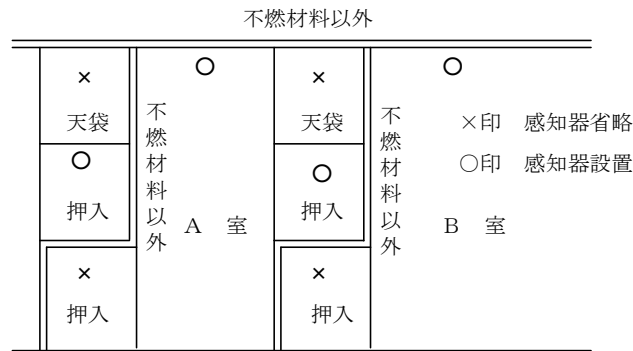 不燃材料以外
×
天袋
押入
×
押入
不燃材料以外
A 室
×
天袋
押入
×
押入
不燃材料以外
B 室
×印 感知器省略
○印 感知器設置